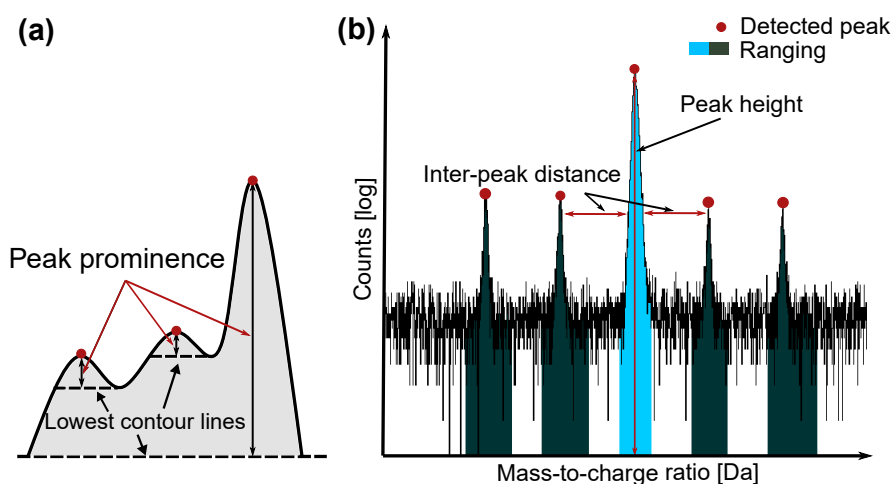 (a)
Peak prominence
Lowest contour lines
(b)
Detected peak
Ranging
Peak height
Inter-peak distance
Counts [log]
Mass-to-charge ratio [Da]